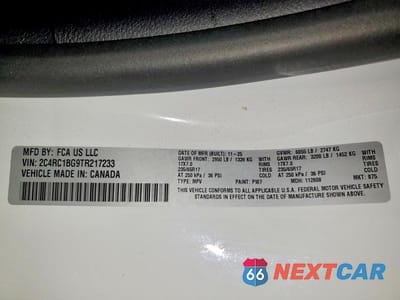 MFD BY: FCA US LLC
VIN: 2C4RC1BG9TR217233
VEHICLE MADE IN: CANADA
DATE OF MFR (BUILT): 11-25
GAWR FRONT: 2950 LB / 1338 KG WITH
17X7.0 RIMS
235/65R17 TIRES
AT 250 kPa / 36 PSI COLD
TYPE: MPV PAINT: PW7 MDH: 112608
GVWR: 6055 LB / 2747 KG
GAWR REAR: 3200 LB / 1452 KG WITH
17X7.0 RIMS
235/65R17 TIRES
AT 250 kPa / 36 PSI COLD
MKT: 975
THIS VEHICLE CONFORMS TO ALL APPLICABLE U.S. FEDERAL MOTOR VEHICLE SAFETY
STANDARDS IN EFFECT ON THE DATE OF MANUFACTURE SHOWN ABOVE.
66 NEXTCAR